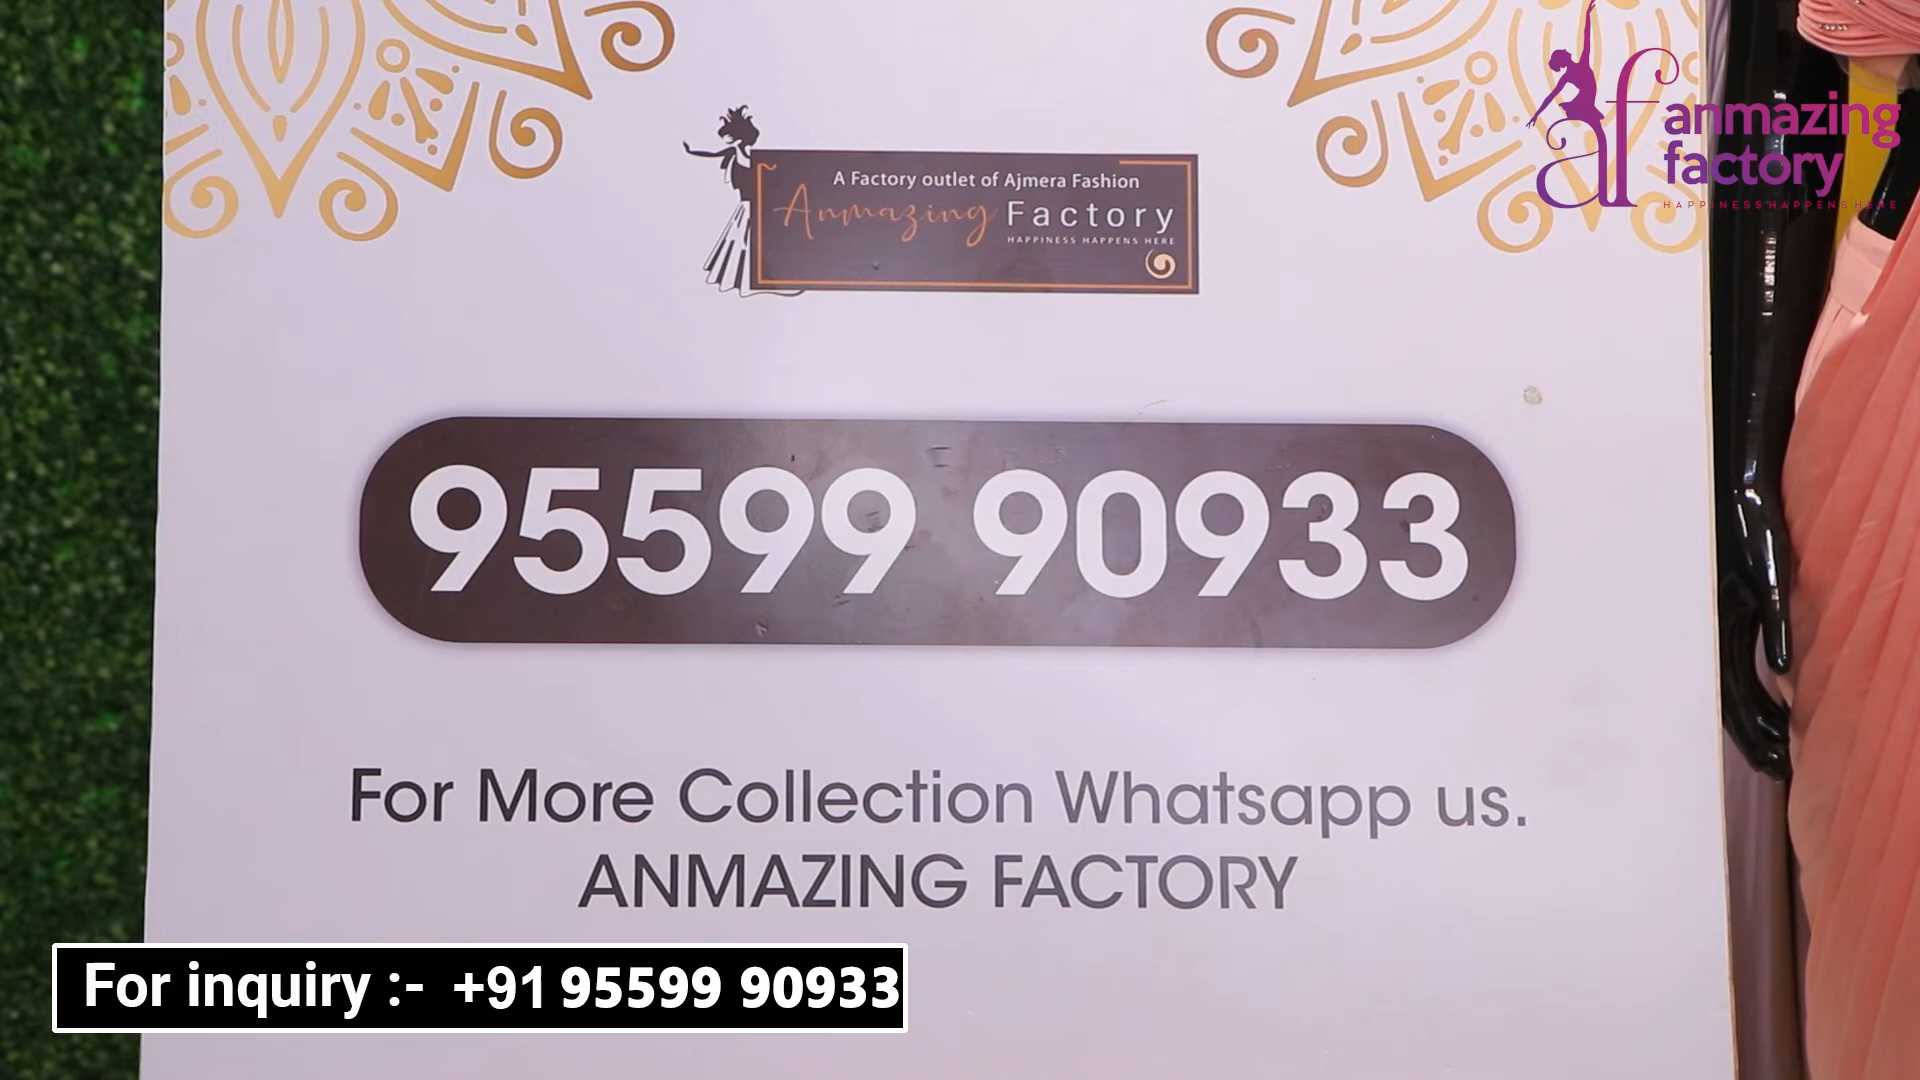 anmazing
factory
HAPPINESS HAPPENS HERE
A Factory outlet of Ajmera Fashion
Anmazing Factory
HAPPINESS HAPPENS HERE
95599 90933
For More Collection Whatsapp us.
ANMAZING FACTORY
For inquiry :- +91 95599 90933